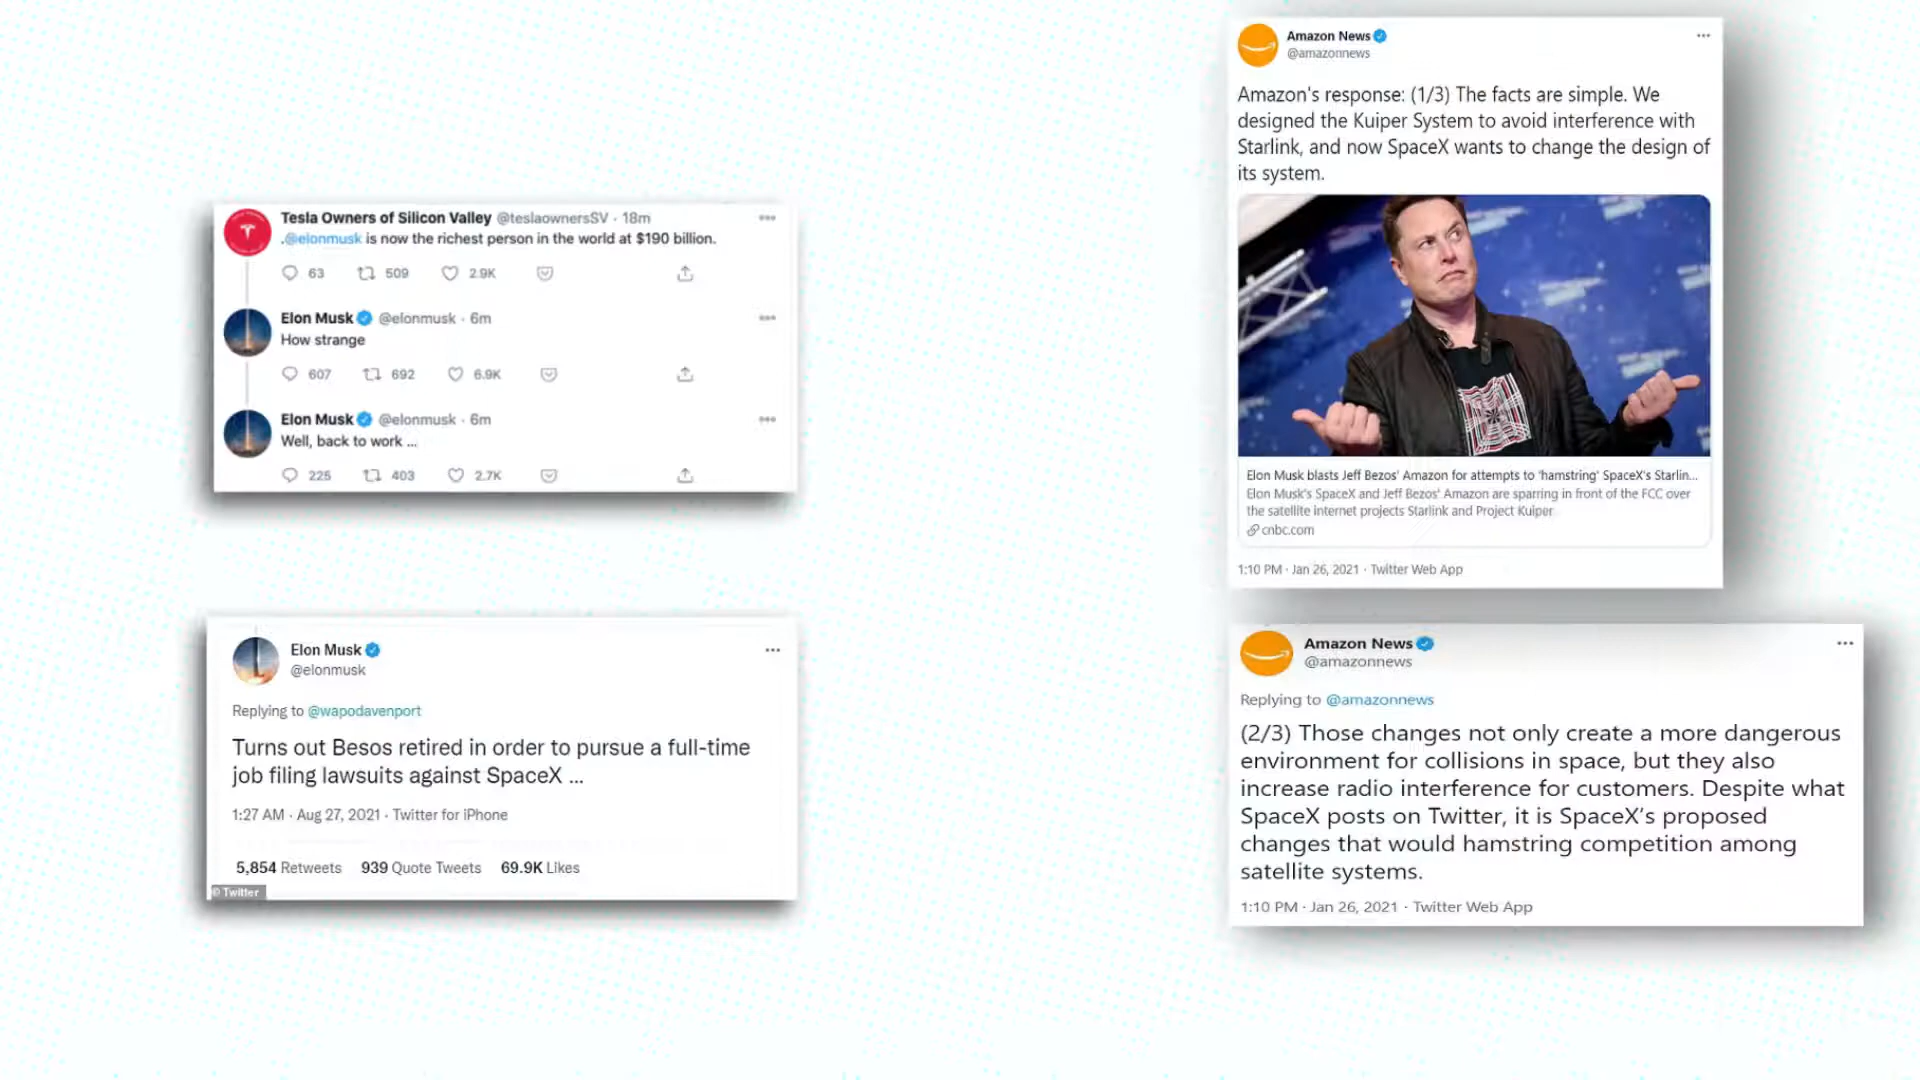 Tesla Owners of Silicon Valley @teslaownersSV · 18m
.@elonmusk is now the richest person in the world at $190 billion.
63 509 2.9K
Elon Musk @elonmusk · 6m
How strange
607 692 6.9K
Elon Musk @elonmusk · 6m
Well, back to work ...
225 403 2.7K
Elon Musk
@elonmusk
Replying to @wapodavenport
Turns out Besos retired in order to pursue a full-time
job filing lawsuits against SpaceX ...
1:27 AM · Aug 27, 2021 · Twitter for iPhone
5,854 Retweets 939 Quote Tweets 69.9K Likes
© Twitter
Amazon News
@amazonnews
Amazon's response: (1/3) The facts are simple. We
designed the Kuiper System to avoid interference with
Starlink, and now SpaceX wants to change the design of
its system.
Elon Musk blasts Jeff Bezos' Amazon for attempts to 'hamstring' SpaceX's Starlin...
Elon Musk's SpaceX and Jeff Bezos' Amazon are sparring in front of the FCC over
the satellite internet projects Starlink and Project Kuiper
cnbc.com
1:10 PM · Jan 26, 2021 · Twitter Web App
Amazon News
@amazonnews
Replying to @amazonnews
(2/3) Those changes not only create a more dangerous
environment for collisions in space, but they also
increase radio interference for customers. Despite what
SpaceX posts on Twitter, it is SpaceX's proposed
changes that would hamstring competition among
satellite systems.
1:10 PM · Jan 26, 2021 · Twitter Web App